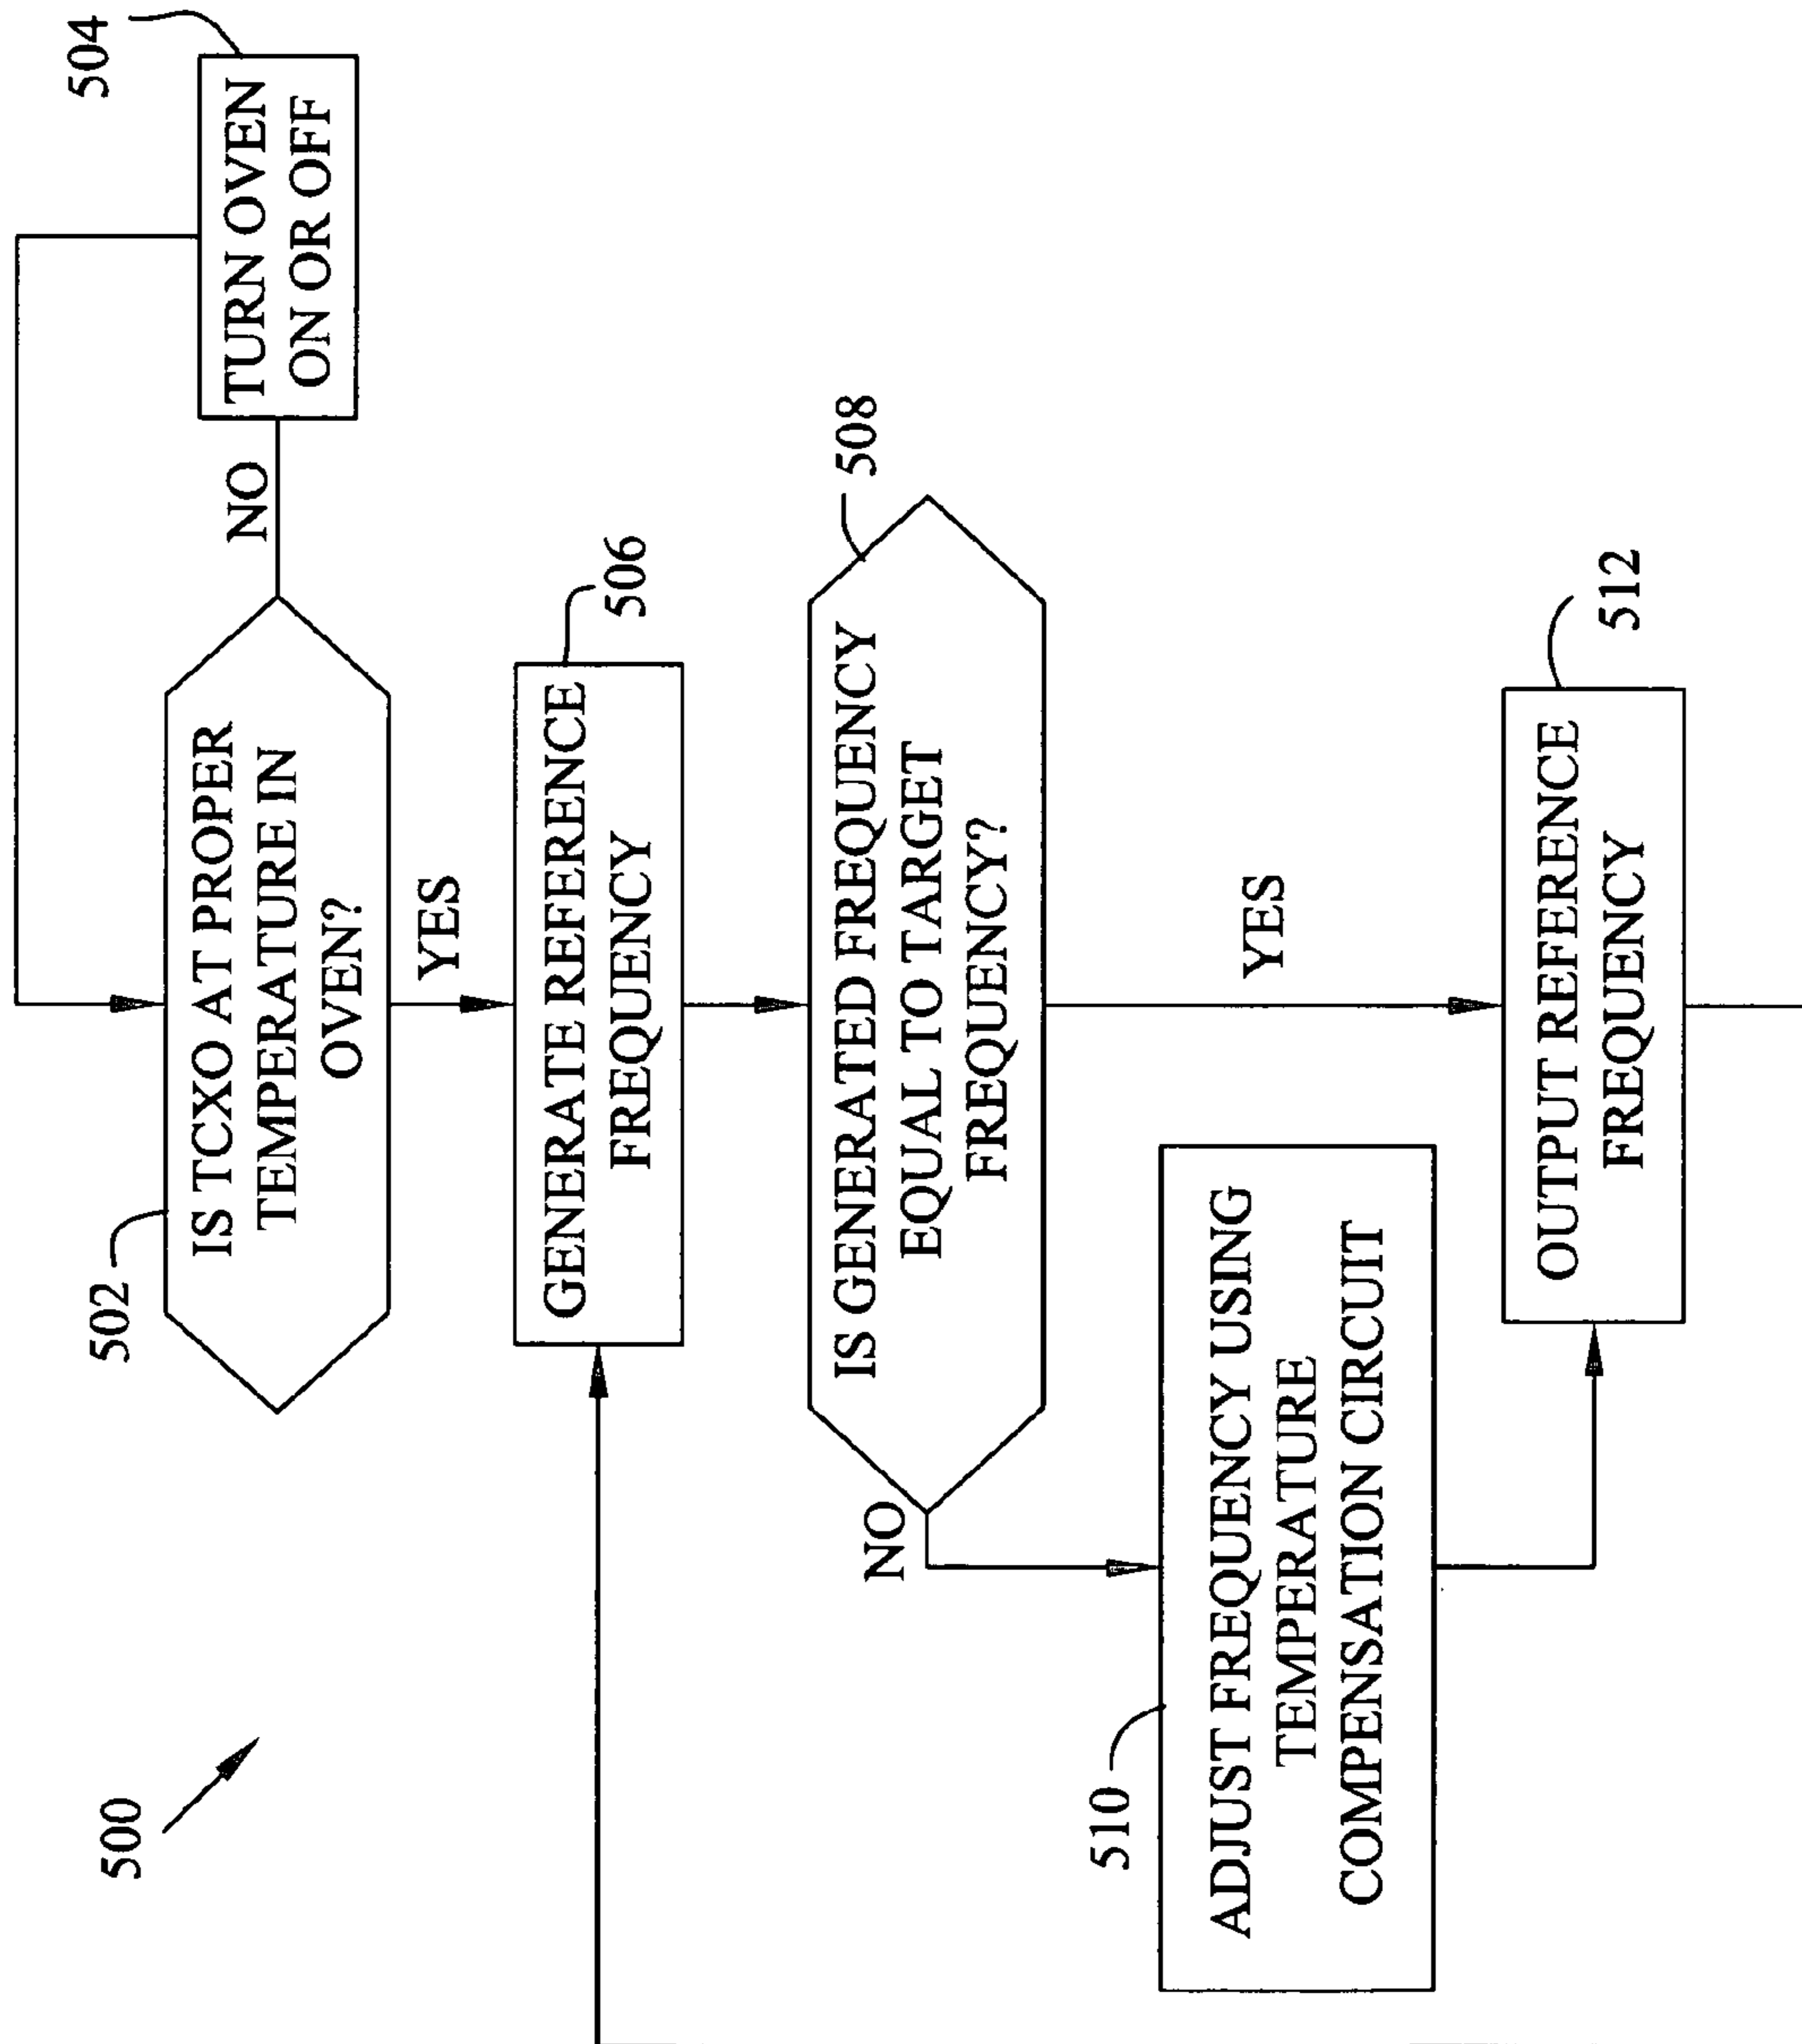 500
502
IS TCXO AT PROPER
TEMPERATURE IN
OVEN?
NO
504
TURN OVEN
ON OR OFF
YES
506
GENERATE REFERENCE
FREQUENCY
508
IS GENERATED FREQUENCY
EQUAL TO TARGET
FREQUENCY?
NO
YES
510
ADJUST FREQUENCY USING
TEMPERATURE
COMPENSATION CIRCUIT
512
OUTPUT REFERENCE
FREQUENCY